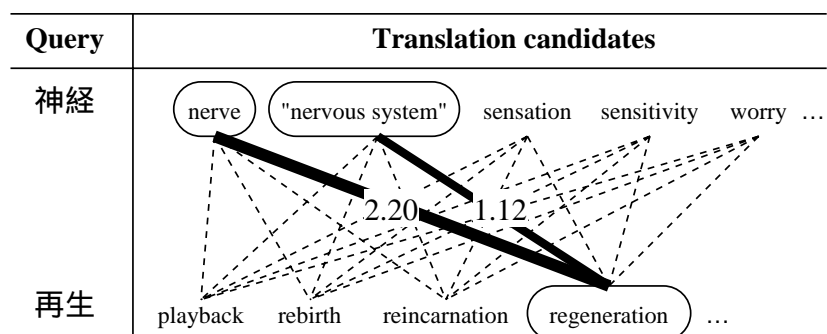 Query Translation candidates
神経 nerve "nervous system" sensation sensitivity worry …
2.20 1.12
再生 playback rebirth reincarnation regeneration …